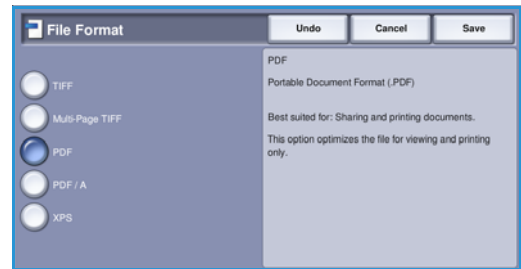 File Format
Undo
Cancel
Save
TIFF
Multi-Page TIFF
PDF
PDF / A
XPS
PDF
Portable Document Format (.PDF)
Best suited for: Sharing and printing documents.
This option optimizes the file for viewing and printing
only.